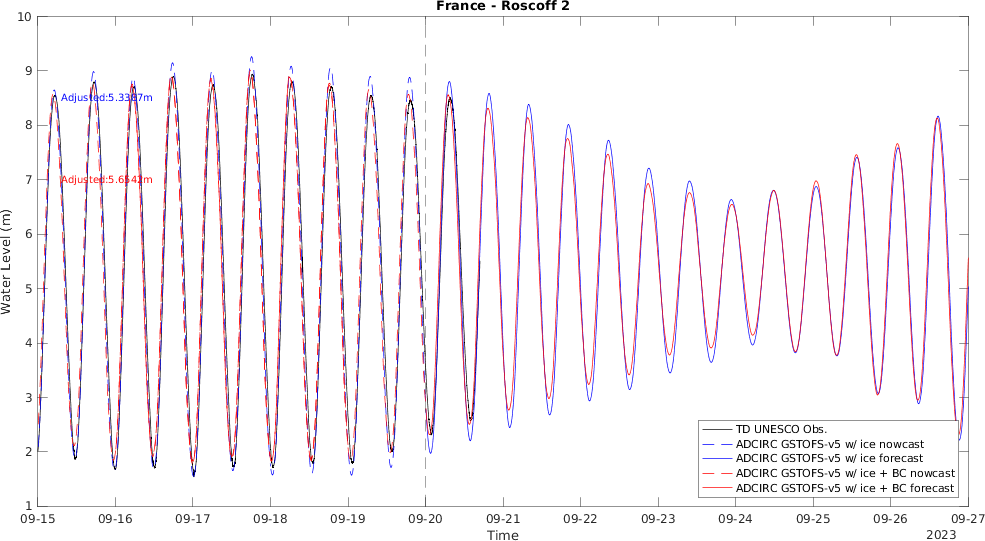 France - Roscoff 2
10
9
8
7
6
5
4
3
2
1
Water Level (m)
Adjusted:5.3387m
Adjusted:5.6542m
TD UNESCO Obs.
ADCIRC GSTOFS-v5 w/ ice nowcast
ADCIRC GSTOFS-v5 w/ ice forecast
ADCIRC GSTOFS-v5 w/ ice + BC nowcast
ADCIRC GSTOFS-v5 w/ ice + BC forecast
09-15 09-16 09-17 09-18 09-19 09-20 09-21 09-22 09-23 09-24 09-25 09-26 09-27
Time
2023